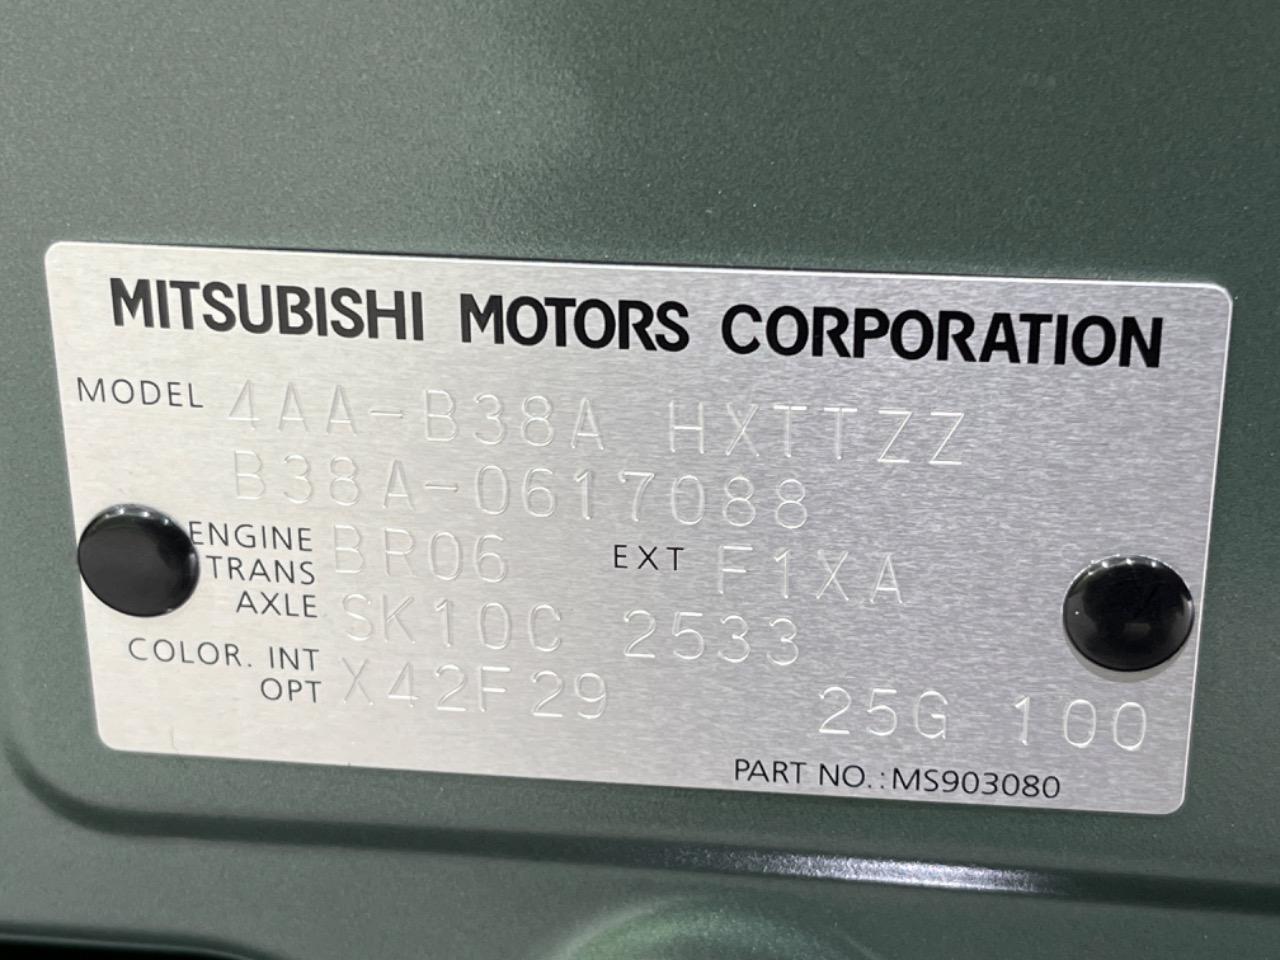 MITSUBISHI MOTORS CORPORATION
MODEL 4AA-B38A HXTTZZ
B38A-0617088
ENGINE BR06 EXT F1XA
TRANS
AXLE SK10C 2533
COLOR. INT
OPT X42F29 25G 100
PART NO.:MS903080